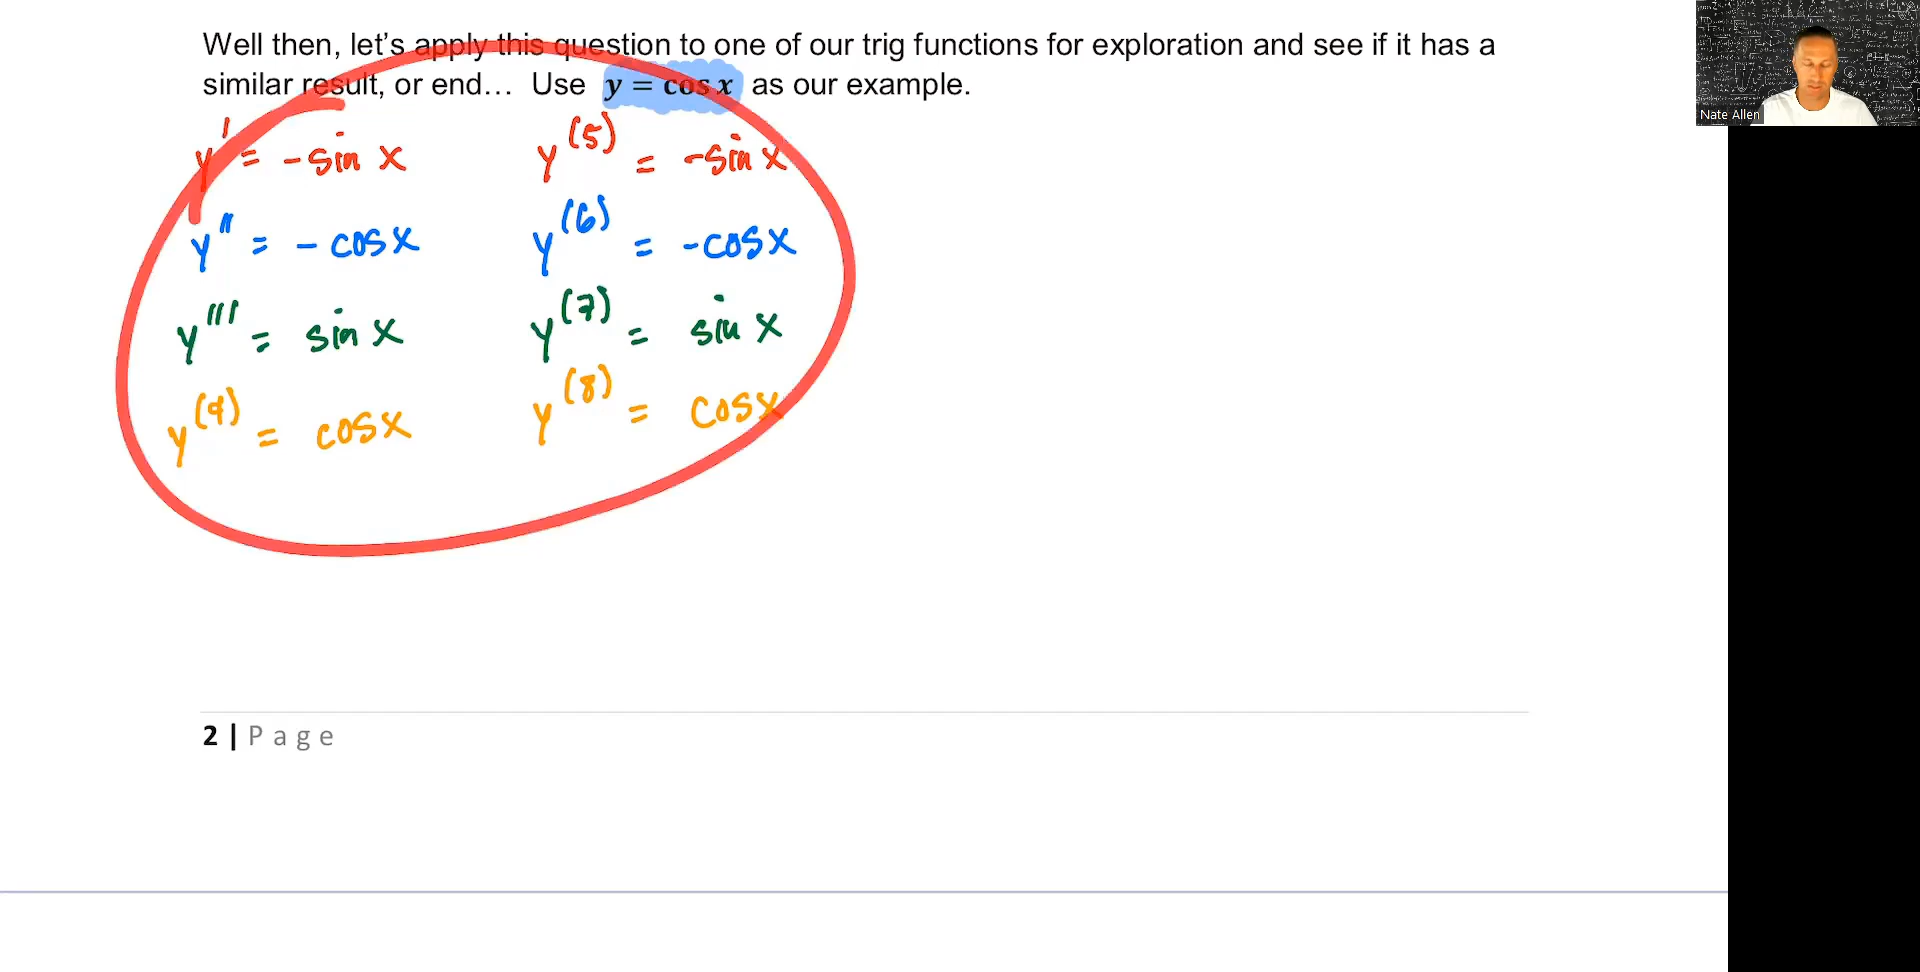 Well then, let’s apply this question to one of our trig functions for exploration and see if it has a
similar result, or end… Use y = cos x as our example.
y' = - sin x
y'' = - cos x
y''' = sin x
y^(4) = cos x
y^(5) = - sin x
y^(6) = - cos x
y^(7) = sin x
y^(8) = cos x
2 | Page
Nate Allen